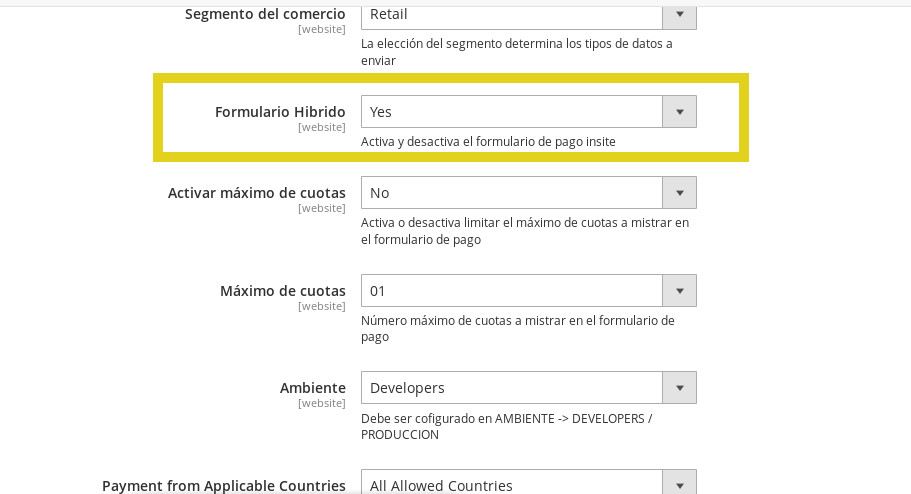 Segmento del comercio
[website]
Retail
La elección del segmento determina los tipos de datos a
enviar
Formulario Hibrido
[website]
Yes
Activa y desactiva el formulario de pago insite
Activar máximo de cuotas
[website]
No
Activa o desactiva limitar el máximo de cuotas a mistrar en
el formulario de pago
Máximo de cuotas
[website]
01
Número máximo de cuotas a mistrar en el formulario de
pago
Ambiente
[website]
Developers
Debe ser cofigurado en AMBIENTE -> DEVELOPERS /
PRODUCCION
Payment from Applicable Countries
All Allowed Countries